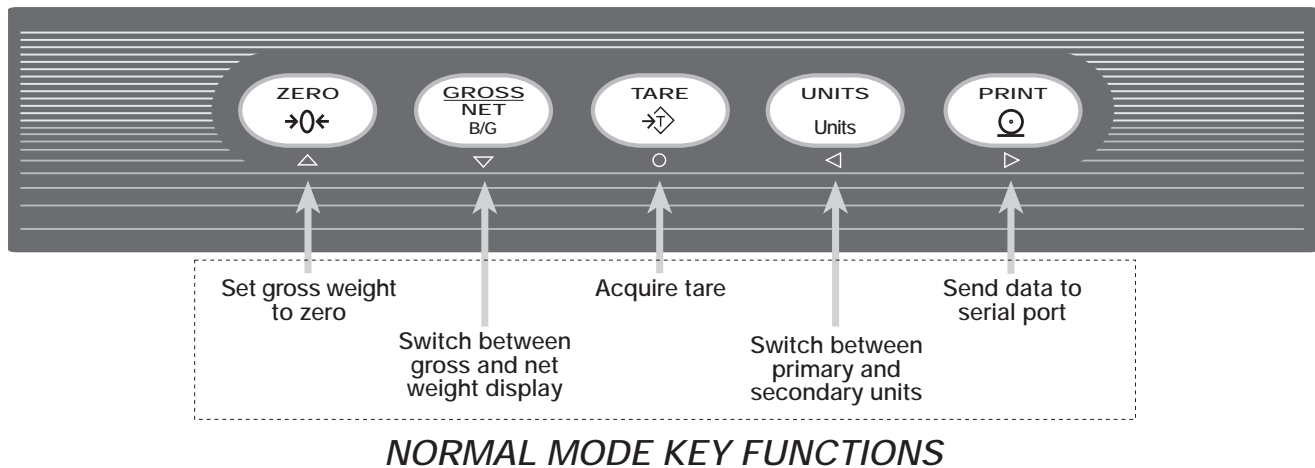 ZERO
→0←
GROSS
NET
B/G
TARE
→T
UNITS
Units
PRINT
Set gross weight
to zero
Switch between
gross and net
weight display
Acquire tare
Switch between
primary and
secondary units
Send data to
serial port
NORMAL MODE KEY FUNCTIONS